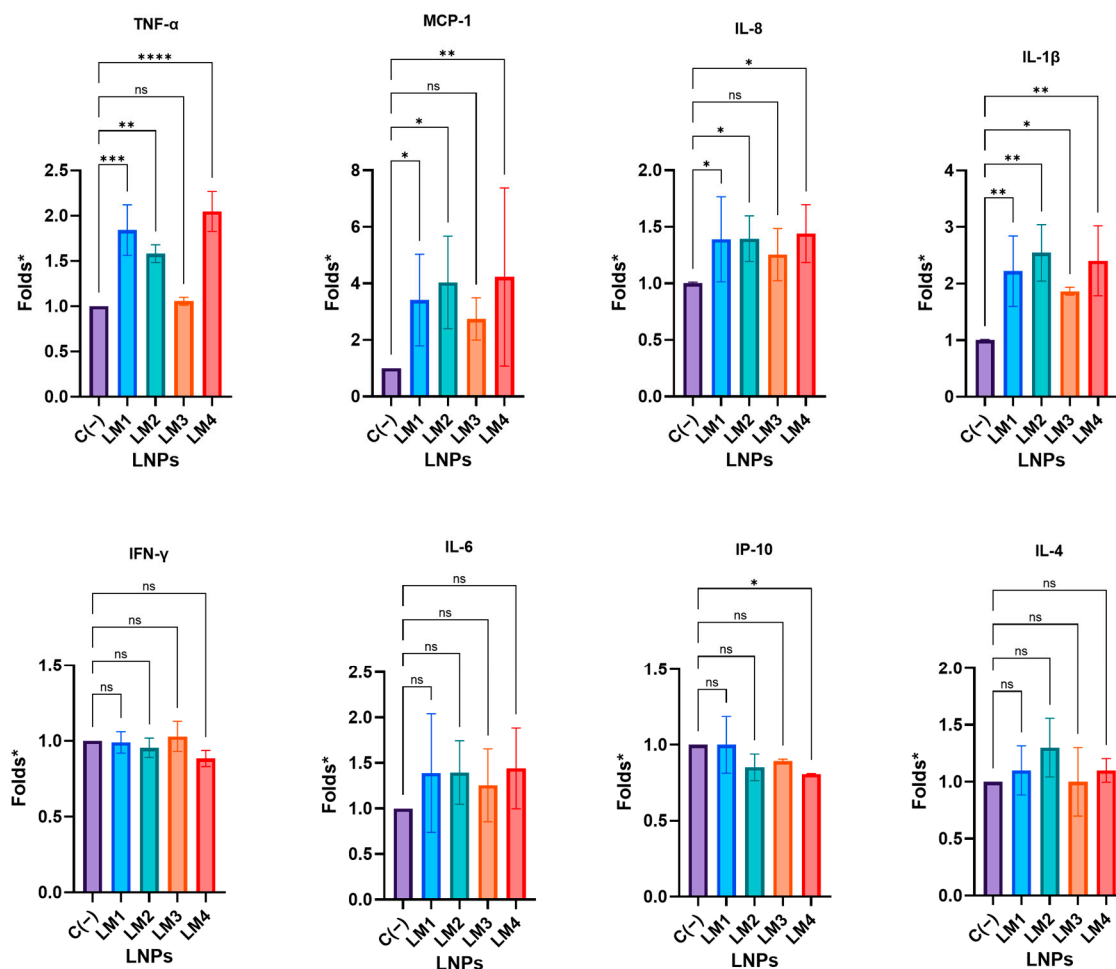 TNF-α
****
ns
**
***
Folds*
2.5
2.0
1.5
1.0
0.5
0.0
C(−) LM1 LM2 LM3 LM4
LNPs
MCP-1
**
ns
*
*
Folds*
8
6
4
2
0
C(−) LM1 LM2 LM3 LM4
LNPs
IL-8
*
ns
*
*
Folds*
2.0
1.5
1.0
0.5
0.0
C(−) LM1 LM2 LM3 LM4
LNPs
IL-1β
**
*
**
**
Folds*
4
3
2
1
0
C(−) LM1 LM2 LM3 LM4
LNPs
IFN-γ
ns
ns
ns
ns
Folds*
1.5
1.0
0.5
0.0
C(−) LM1 LM2 LM3 LM4
LNPs
IL-6
ns
ns
ns
ns
Folds*
2.5
2.0
1.5
1.0
0.5
0.0
C(−) LM1 LM2 LM3 LM4
LNPs
IP-10
*
ns
ns
ns
Folds*
1.5
1.0
0.5
0.0
C(−) LM1 LM2 LM3 LM4
LNPs
IL-4
ns
ns
ns
ns
Folds*
2.0
1.5
1.0
0.5
0.0
C(−) LM1 LM2 LM3 LM4
LNPs